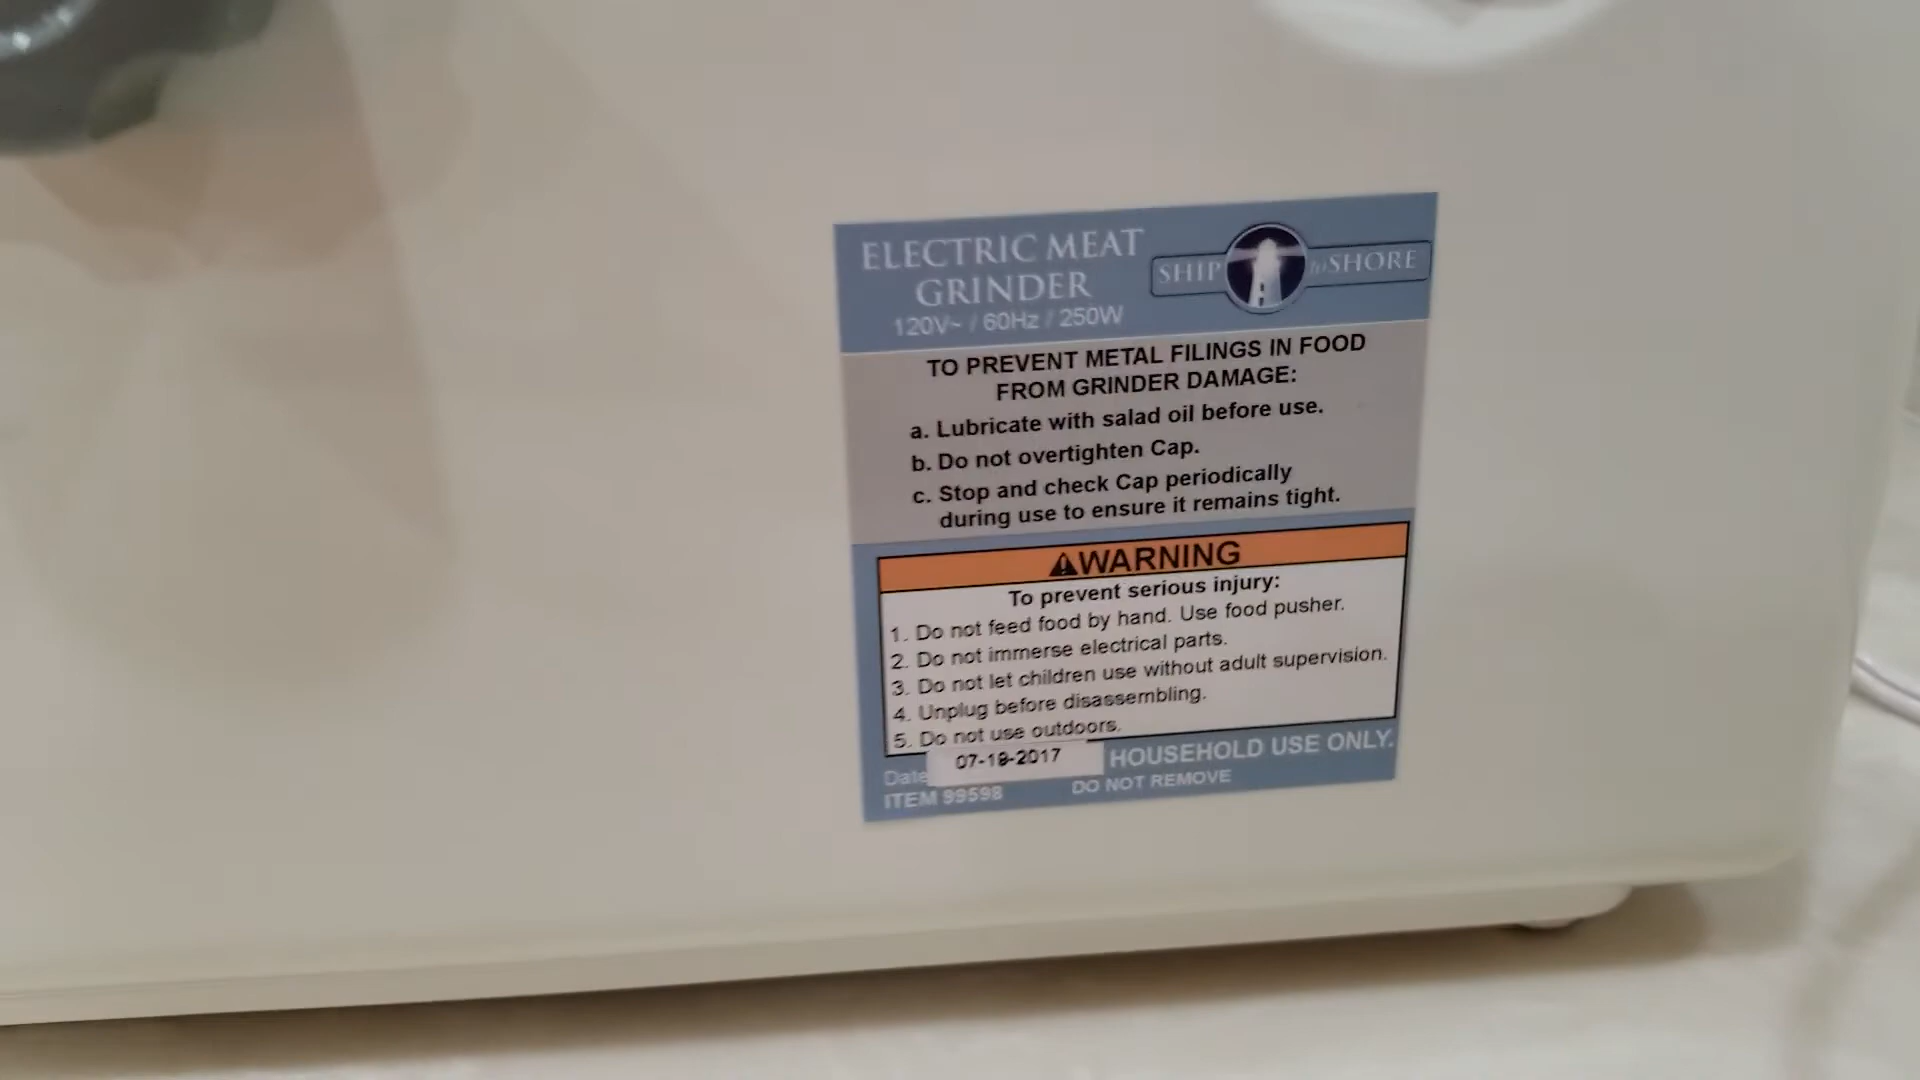 ELECTRIC MEAT
GRINDER
120V~ / 60Hz / 250W
SHIP to SHORE
TO PREVENT METAL FILINGS IN FOOD
FROM GRINDER DAMAGE:
a. Lubricate with salad oil before use.
b. Do not overtighten Cap.
c. Stop and check Cap periodically
during use to ensure it remains tight.
⚠WARNING
To prevent serious injury:
1. Do not feed food by hand. Use food pusher.
2. Do not immerse electrical parts.
3. Do not let children use without adult supervision.
4. Unplug before disassembling.
5. Do not use outdoors.
Date 07-18-2017 HOUSEHOLD USE ONLY.
ITEM 99598 DO NOT REMOVE